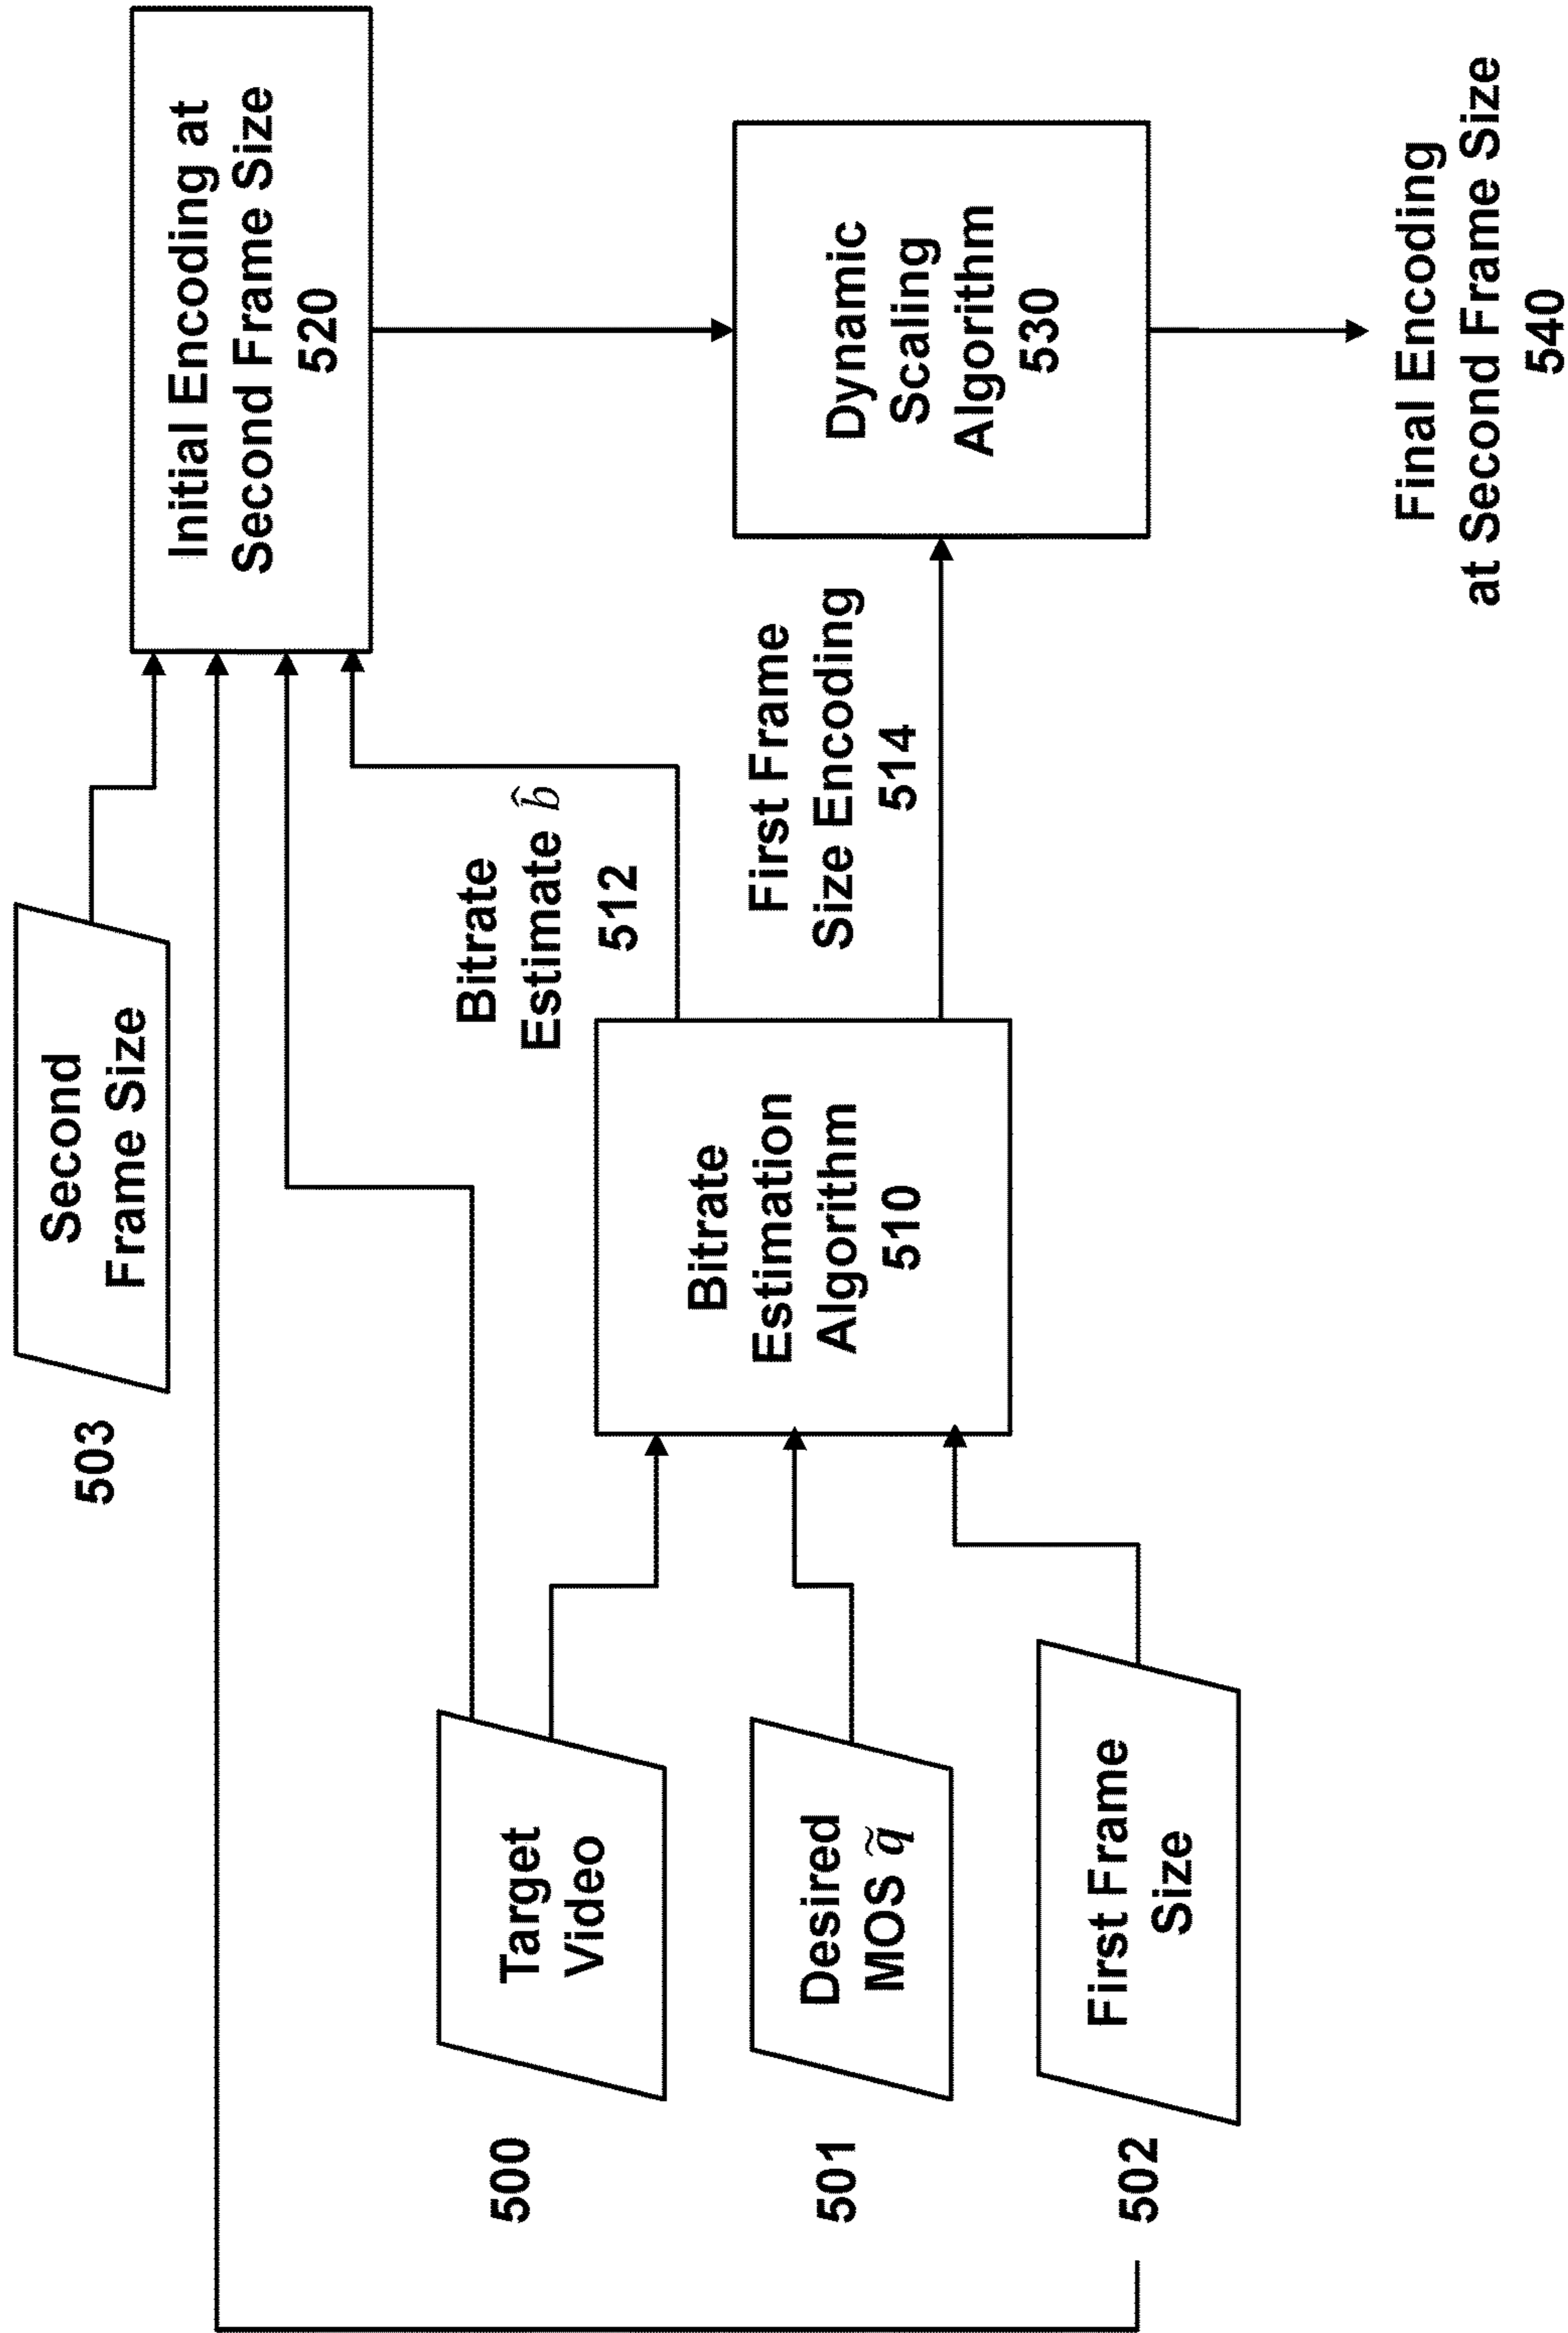 503
Second
Frame Size
Initial Encoding at
Second Frame Size
520
Bitrate
Estimate b̂
512
500
Target
Video
Bitrate
Estimation
Algorithm
510
First Frame
Size Encoding
514
Dynamic
Scaling
Algorithm
530
501
Desired
MOS q̃
502
First Frame
Size
Final Encoding
at Second Frame Size
540